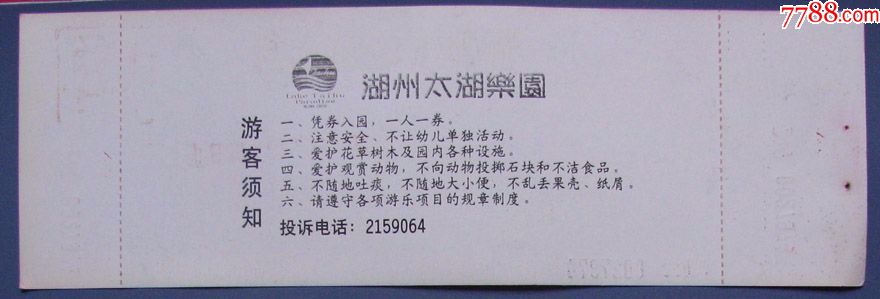 7788.com
湖州太湖樂園
Lake Taihu
Paradise
游客须知
一、凭券入园，一人一券。
二、注意安全、不让幼儿单独活动。
三、爱护花草树木及园内各种设施。
四、爱护观赏动物，不向动物投掷石块和不洁食品。
五、不随地吐痰，不随地大小便，不乱丢果壳、纸屑。
六、请遵守各项游乐项目的规章制度。
投诉电话：2159064